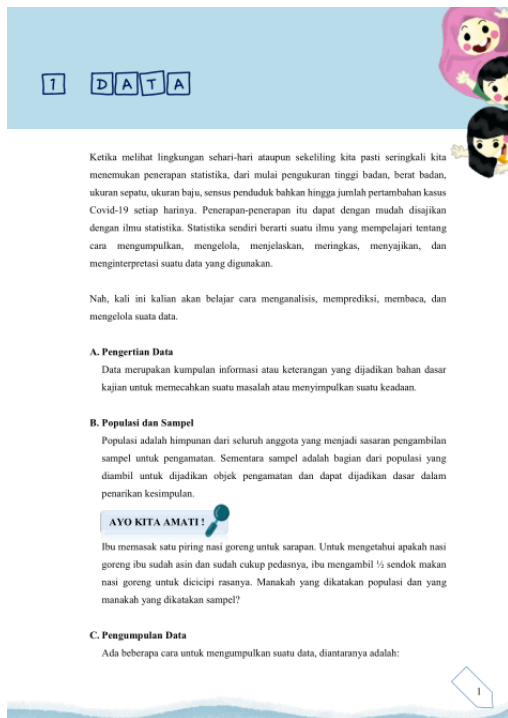 1 DATA
Ketika melihat lingkungan sehari-hari ataupun sekeliling kita pasti seringkali kita
menemukan penerapan statistika, dari mulai pengukuran tinggi badan, berat badan,
ukuran sepatu, ukuran baju, sensus penduduk bahkan hingga jumlah pertambahan kasus
Covid-19 setiap harinya. Penerapan-penerapan itu dapat dengan mudah disajikan
dengan ilmu statistika. Statistika sendiri berarti suatu ilmu yang mempelajari tentang
cara mengumpulkan, mengelola, menjelaskan, meringkas, menyajikan, dan
menginterpretasi suatu data yang digunakan.
Nah, kali ini kalian akan belajar cara menganalisis, memprediksi, membaca, dan
mengelola suata data.
A. Pengertian Data
Data merupakan kumpulan informasi atau keterangan yang dijadikan bahan dasar
kajian untuk memecahkan suatu masalah atau menyimpulkan suatu keadaan.
B. Populasi dan Sampel
Populasi adalah himpunan dari seluruh anggota yang menjadi sasaran pengambilan
sampel untuk pengamatan. Sementara sampel adalah bagian dari populasi yang
diambil untuk dijadikan objek pengamatan dan dapat dijadikan dasar dalam
penarikan kesimpulan.
AYO KITA AMATI !
Ibu memasak satu piring nasi goreng untuk sarapan. Untuk mengetahui apakah nasi
goreng ibu sudah asin dan sudah cukup pedasnya, ibu mengambil ½ sendok makan
nasi goreng untuk dicicipi rasanya. Manakah yang dikatakan populasi dan yang
manakah yang dikatakan sampel?
C. Pengumpulan Data
Ada beberapa cara untuk mengumpulkan suatu data, diantaranya adalah:
1